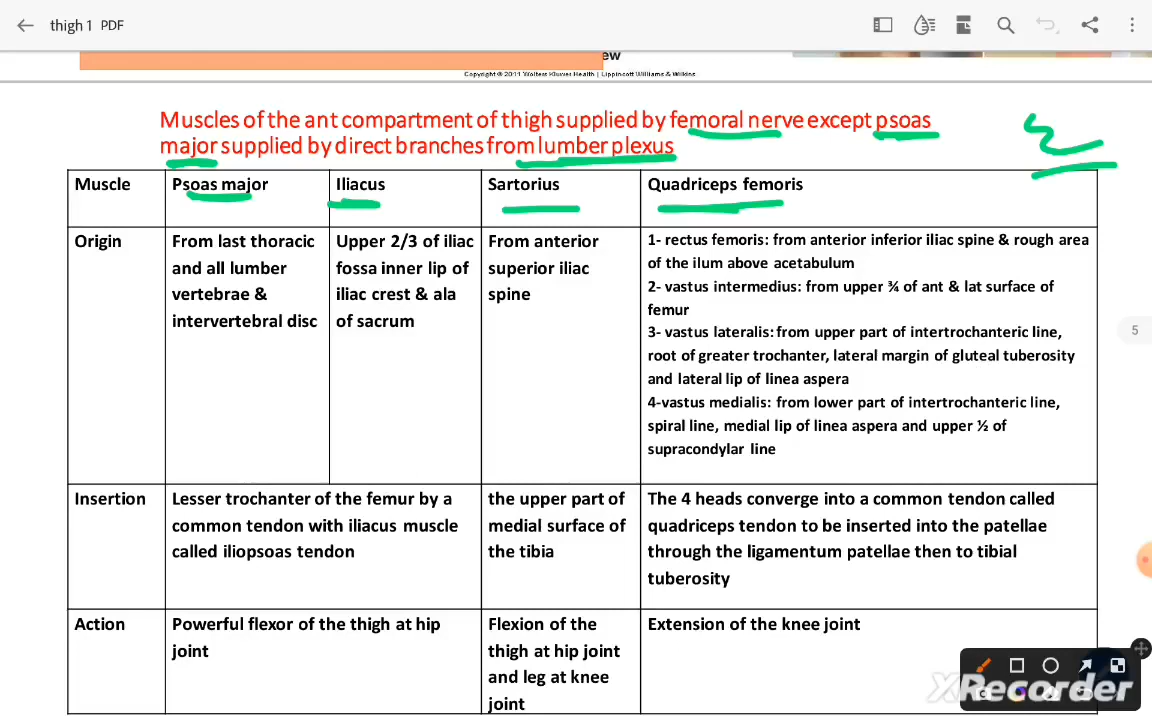 thigh 1 PDF
ew
Copyright © 2011 Wolters Kluwer Health | Lippincott Williams & Wilkins
Muscles of the ant compartment of thigh supplied by femoral nerve except psoas
major supplied by direct branches from lumber plexus
Muscle
Psoas major
Iliacus
Sartorius
Quadriceps femoris
Origin
From last thoracic
and all lumber
vertebrae &
intervertebral disc
Upper 2/3 of iliac
fossa inner lip of
iliac crest & ala
of sacrum
From anterior
superior iliac
spine
1- rectus femoris: from anterior inferior iliac spine & rough area
of the ilum above acetabulum
2- vastus intermedius: from upper ¾ of ant & lat surface of
femur
3- vastus lateralis: from upper part of intertrochanteric line,
root of greater trochanter, lateral margin of gluteal tuberosity
and lateral lip of linea aspera
4-vastus medialis: from lower part of intertrochanteric line,
spiral line, medial lip of linea aspera and upper ½ of
supracondylar line
5
Insertion
Lesser trochanter of the femur by a
common tendon with iliacus muscle
called iliopsoas tendon
the upper part of
medial surface of
the tibia
The 4 heads converge into a common tendon called
quadriceps tendon to be inserted into the patellae
through the ligamentum patellae then to tibial
tuberosity
Action
Powerful flexor of the thigh at hip
joint
Flexion of the
thigh at hip joint
and leg at knee
joint
Extension of the knee joint
XRecorder